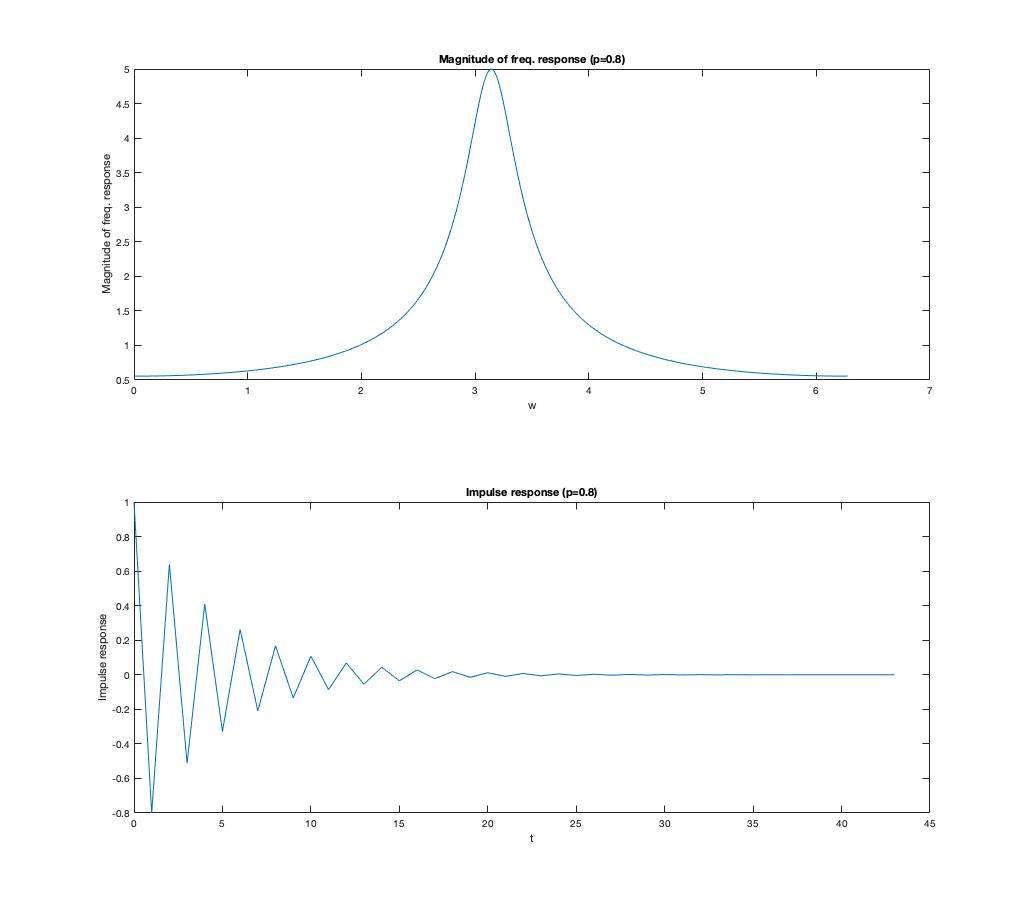 Magnitude of freq. response (p=0.8)
Magnitude of freq. response
5
4.5
4
3.5
3
2.5
2
1.5
1
0.5
0 1 2 3 4 5 6 7
w
Impulse response (p=0.8)
Impulse response
1
0.8
0.6
0.4
0.2
0
-0.2
-0.4
-0.6
-0.8
0 5 10 15 20 25 30 35 40 45
t